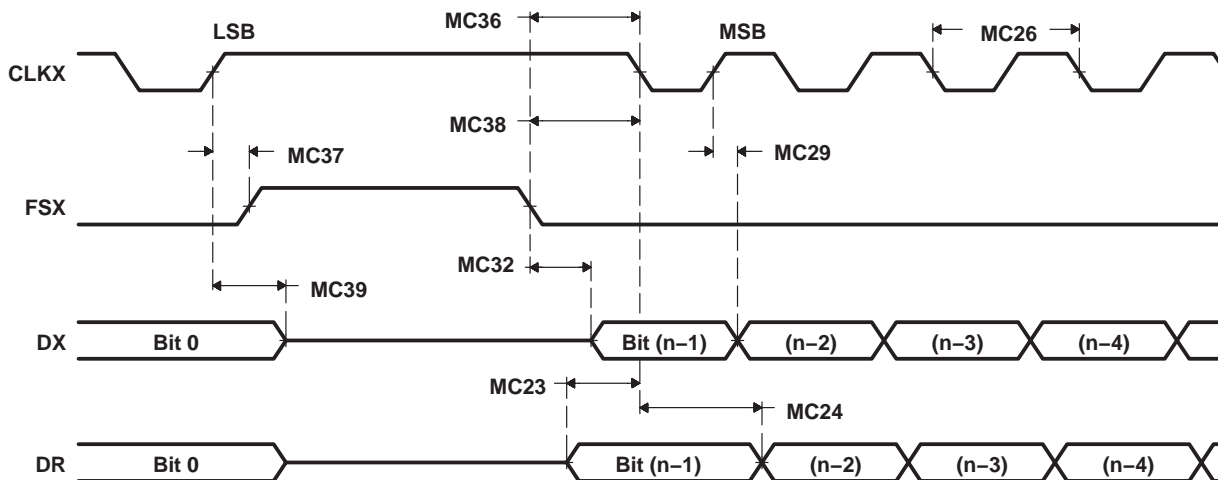 MC36
LSB
MSB
MC26
CLKX
MC38
MC37
MC29
FSX
MC32
MC39
DX
Bit 0
Bit (n−1)
(n−2)
(n−3)
(n−4)
MC23
MC24
DR
Bit 0
Bit (n−1)
(n−2)
(n−3)
(n−4)